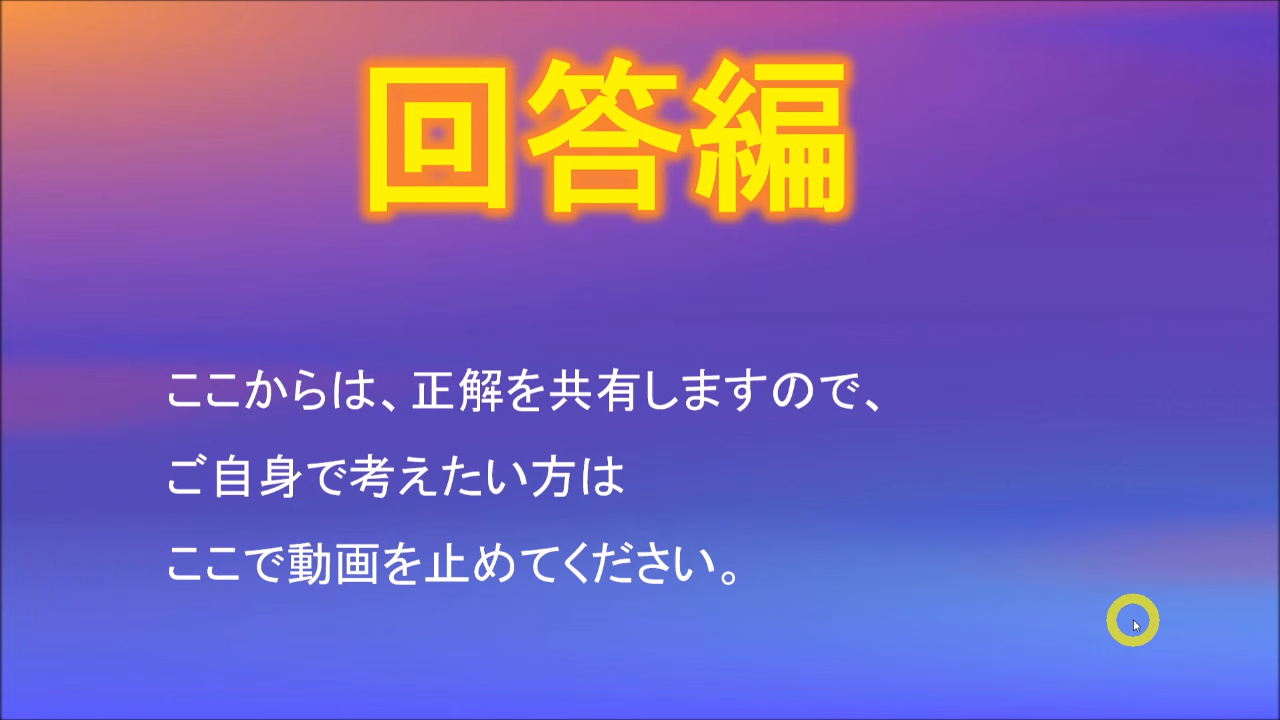 回答編
ここからは、正解を共有しますので、
ご自身で考えたい方は
ここで動画を止めてください。